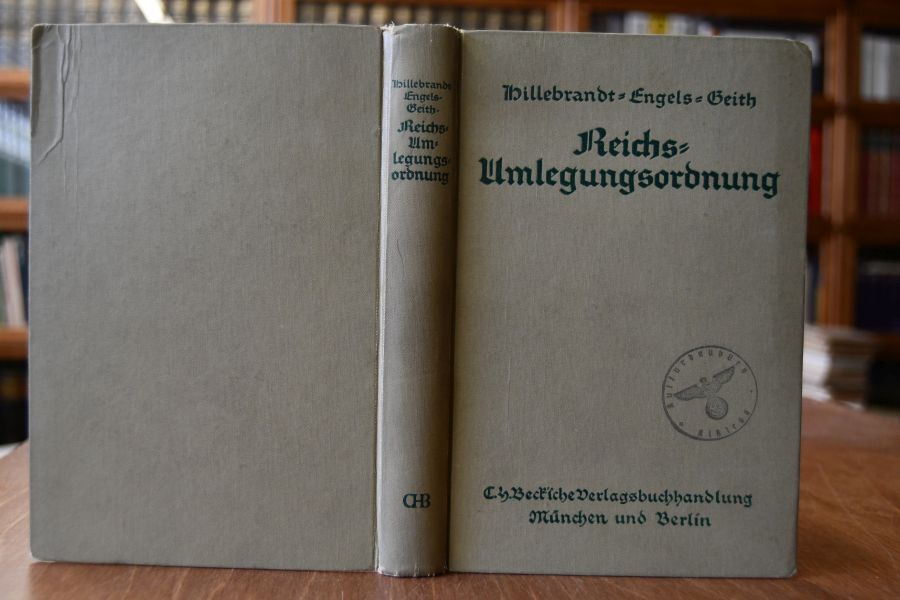 Hillebrandt
Engels-
Geith-
Reichs-
Um-
legungs-
ordnung
CHB
Hillebrandt-Engels-Geith
Reichs-
Umlegungsordnung
C.H.Beck'sche Verlagsbuchhandlung
München und Berlin